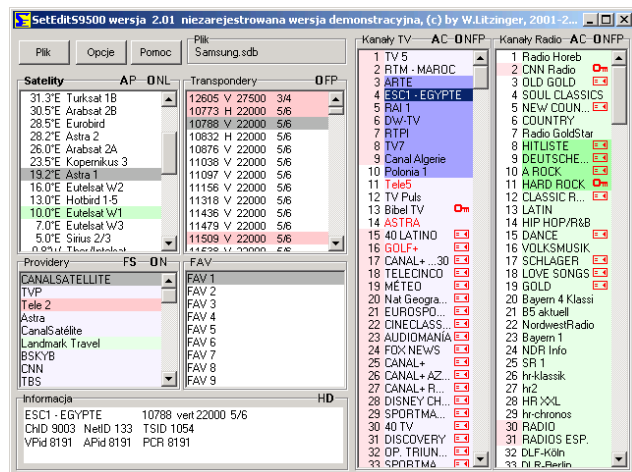 SetEditS9500 wersja 2.01 niezarejestrowana wersja demonstracyjna, (c) by W.Litzinger, 2001-2...
Plik
Opcje
Pomoc
Plik
Samsung.sdb
Satelity AP ONL
31.3°E Turksat 1B
30.5°E Arabsat 2B
28.5°E Eurobird
28.2°E Astra 2
26.0°E Arabsat 2A
23.5°E Kopernikus 3
19.2°E Astra 1
16.0°E Eutelsat W2
13.0°E Hotbird 1-5
10.0°E Eutelsat W1
7.0°E Eutelsat W3
5.0°E Sirius 2/3
0.8°W Thor/Intelsat
Transpondery OFP
12605 V 27500 3/4
10773 H 22000 5/6
10788 V 22000 5/6
10832 H 22000 5/6
10876 V 22000 5/6
11038 V 22000 5/6
11097 V 22000 5/6
11156 V 22000 5/6
11318 V 22000 5/6
11436 V 22000 5/6
11479 V 22000 5/6
11509 V 22000 5/6
11538 V 22000 5/6
Providery FS ON
CANALSATELLITE
TVP
Tele 2
Astra
CanalSatélite
Landmark Travel
BSKYB
CNN
TBS
FAV
FAV 1
FAV 2
FAV 3
FAV 4
FAV 5
FAV 6
FAV 7
FAV 8
FAV 9
Informacja HD
ESC1 - EGYPTE 10788 vert 22000 5/6
ChID 9003 NetID 133 TSID 1054
VPid 8191 APid 8191 PCR 8191
Kanały TV AC ONFP
1 TV 5
2 RTM - MAROC
3 ARTE
4 ESC1 - EGYPTE
5 RAI 1
6 DW-TV
7 RTPI
8 TV7
9 Canal Algerie
10 Polonia 1
11 Tele5
12 TV Puls
13 Bibel TV
14 ASTRA
15 40 LATINO
16 GOLF+
17 CANAL+ ...30
18 TELECINCO
19 MÉTEO
20 Nat Geogra...
21 EUROSPO...
22 CINECLASS...
23 AUDIOMANÍA
24 FOX NEWS
25 CANAL+
26 CANAL+ AZ...
27 CANAL+ R...
28 DISNEY CH...
29 SPORTMA...
30 40 TV
31 DISCOVERY
32 OP. TRIUN...
33 SPORTMA...
Kanały Radio AC ONFP
1 Radio Horeb
2 CNN Radio
3 OLD GOLD
4 SOUL CLASSICS
5 NEW COUN...
6 COUNTRY
7 Radio GoldStar
8 HITLISTE
9 DEUTSCHE...
10 A ROCK
11 HARD ROCK
12 CLASSIC R...
13 LATIN
14 HIP HOP/R&B
15 DANCE
16 VOLKSMUSIK
17 SCHLAGER
18 LOVE SONGS
19 GOLD
20 Bayern 4 Klassi
21 B5 aktuell
22 NordwestRadio
23 Bayern 1
24 NDR Info
25 SR 1
26 hr-klassik
27 hr2
28 HR XXL
29 hr-chronos
30 RADIO
31 RADIOS ESP.
32 DLF-Köln
33 DLR-Berlin